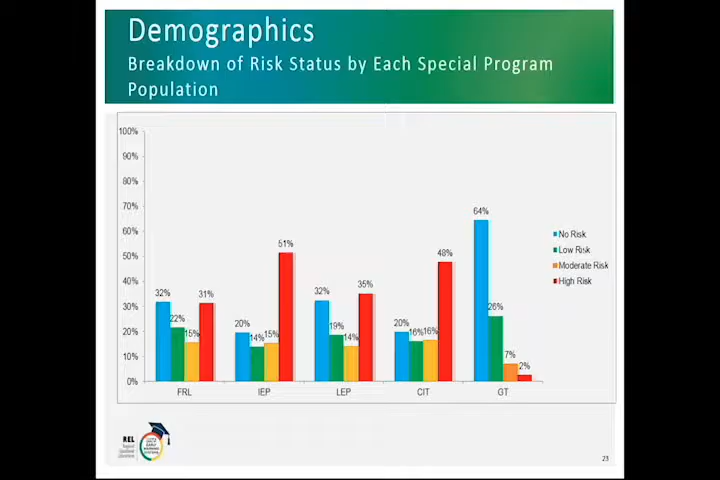 Demographics
Breakdown of Risk Status by Each Special Program
Population
100%
90%
80%
70%
60%
50%
40%
30%
20%
10%
0%
32%
22%
15%
31%
20%
14%
15%
51%
32%
19%
14%
35%
20%
16%
16%
48%
64%
26%
7%
2%
FRL
IEP
LEP
CIT
GT
No Risk
Low Risk
Moderate Risk
High Risk
REL
23